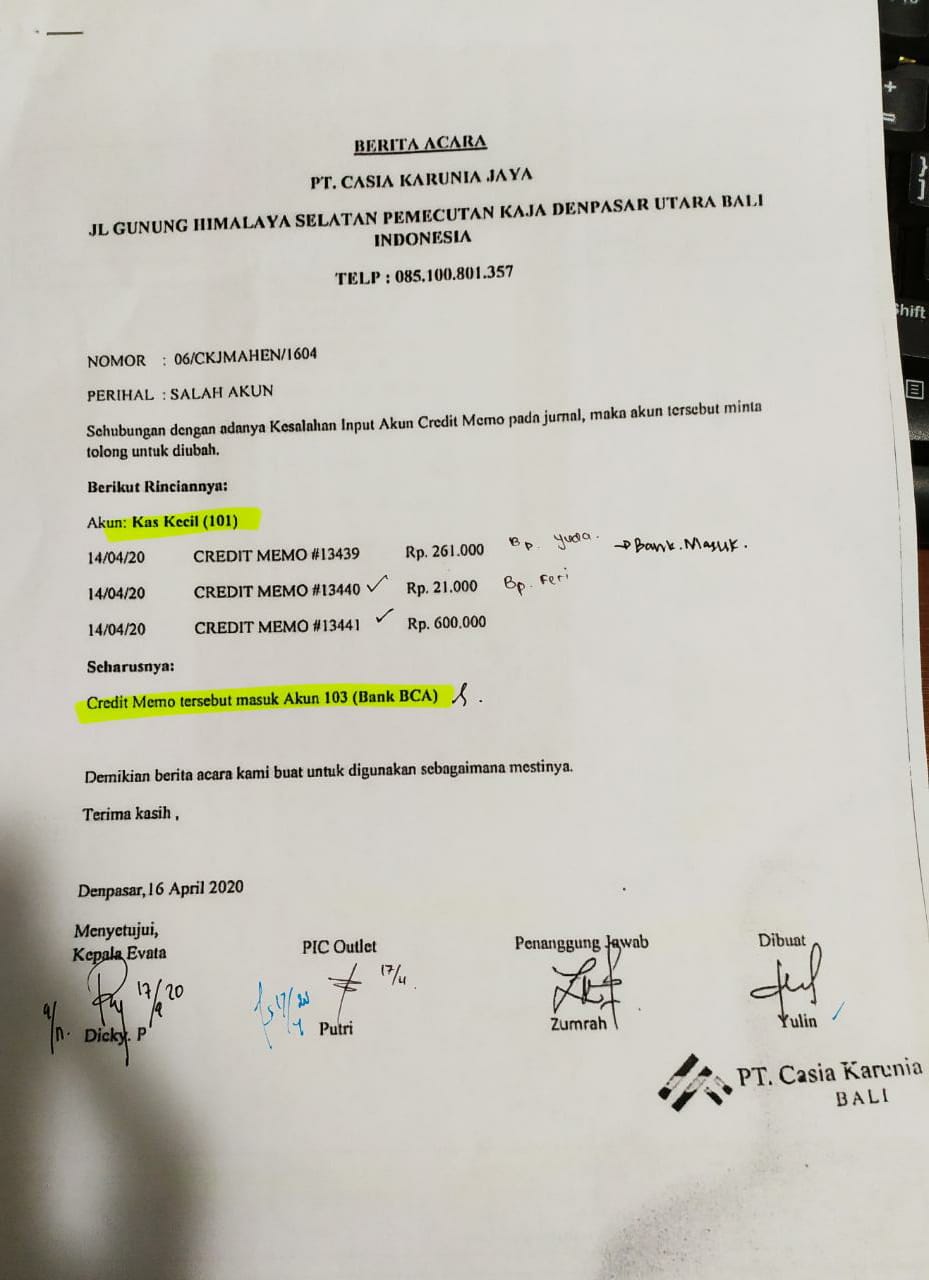 BERITA ACARA
PT. CASIA KARUNIA JAYA
JL GUNUNG HIMALAYA SELATAN PEMECUTAN KAJA DENPASAR UTARA BALI
INDONESIA
TELP : 085.100.801.357
NOMOR : 06/CKJMAHEN/1604
PERIHAL : SALAH AKUN
Sehubungan dengan adanya Kesalahan Input Akun Credit Memo pada jurnal, maka akun tersebut minta
tolong untuk diubah.
Berikut Rinciannya:
Akun: Kas Kecil (101)
14/04/20 CREDIT MEMO #13439 Rp. 261.000 Bp. Yuda. →Bank.Masuk.
14/04/20 CREDIT MEMO #13440 ✓ Rp. 21.000 Bp. Feri
14/04/20 CREDIT MEMO #13441 ✓ Rp. 600.000
Seharusnya:
Credit Memo tersebut masuk Akun 103 (Bank BCA)
Demikian berita acara kami buat untuk digunakan sebagaimana mestinya.
Terima kasih ,
Denpasar,16 April 2020
Menyetujui,
Kepala Evata PIC Outlet Penanggung Jawab Dibuat
17/4.
Dicky. P Putri Zumrah Yulin
PT. Casia Karunia
BALI
+
=
}
]
Shift